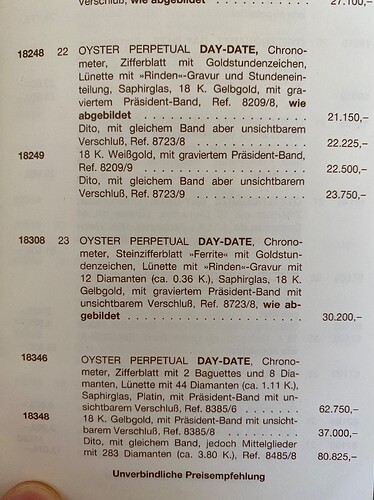 Verschluß, wie abgebildet . . . . . . . . . . . . 27.100,–
18248 22 OYSTER PERPETUAL DAY-DATE, Chrono-
meter, Zifferblatt mit Goldstundenzeichen,
Lünette mit »Rinden«-Gravur und Stundenein-
teilung, Saphirglas, 18 K. Gelbgold, mit gra-
viertem Präsident-Band, Ref. 8209/8, wie
abgebildet . . . . . . . . . . . . . . . . . . 21.150,–
Dito, mit gleichem Band aber unsichtbarem
Verschluß, Ref. 8723/8 . . . . . . . . . . . 22.225,–
18249 18 K. Weißgold, mit graviertem Präsident-Band,
Ref. 8209/9 . . . . . . . . . . . . . . . . . 22.500,–
Dito, mit gleichem Band aber unsichtbarem
Verschluß, Ref. 8723/9 . . . . . . . . . . . 23.750,–
18308 23 OYSTER PERPETUAL DAY-DATE, Chrono-
meter, Steinzifferblatt »Ferrite« mit Goldstun-
denzeichen, Lünette mit »Rinden«-Gravur mit
12 Diamanten (ca. 0.36 K.), Saphirglas, 18 K.
Gelbgold, mit graviertem Präsident-Band mit
unsichtbarem Verschluß, Ref. 8723/8, wie ab-
gebildet . . . . . . . . . . . . . . . . . . . 30.200,–
18346 OYSTER PERPETUAL DAY-DATE, Chrono-
meter, Zifferblatt mit 2 Baguettes und 8 Dia-
manten, Lünette mit 44 Diamanten (ca. 1.11 K.),
Saphirglas, Platin, mit Präsident-Band mit un-
sichtbarem Verschluß, Ref. 8385/6 . . . . . . . 62.750,–
18348 18 K. Gelbgold, mit Präsident-Band mit unsicht-
barem Verschluß, Ref. 8385/8 . . . . . . . . . 37.000,–
Dito, mit gleichem Band, jedoch Mittelglieder
mit 283 Diamanten (ca. 3.80 K.), Ref. 8485/8 80.825,–
Unverbindliche Preisempfehlung